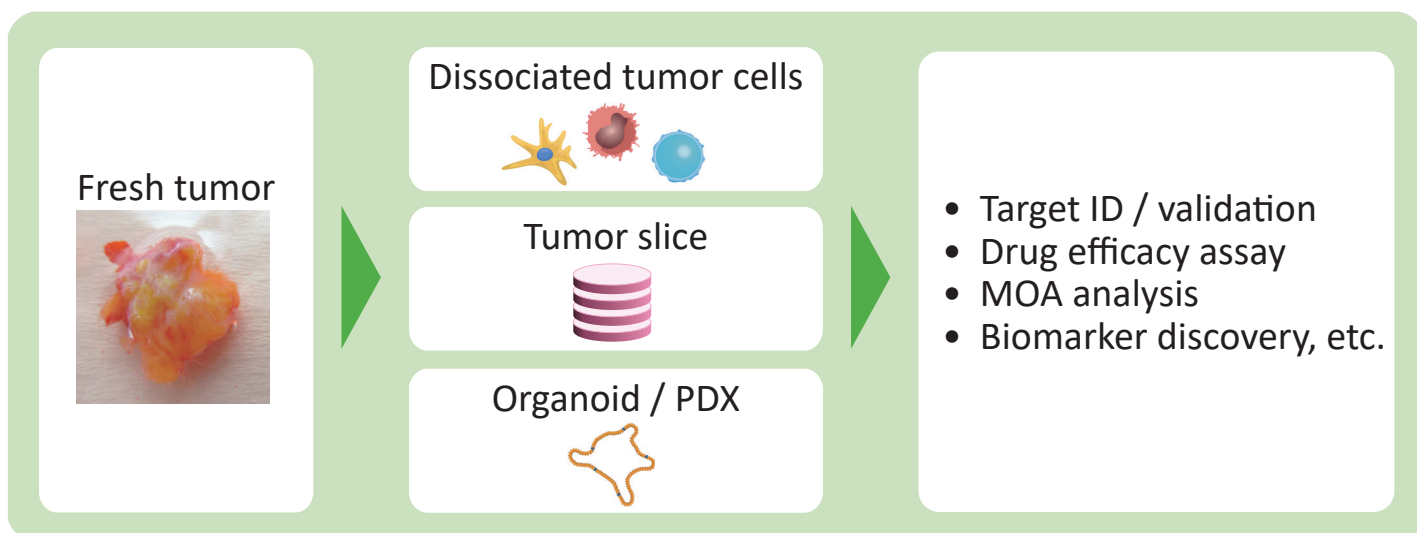 Fresh tumor
Dissociated tumor cells
Tumor slice
Organoid / PDX
• Target ID / validation
• Drug efficacy assay
• MOA analysis
• Biomarker discovery, etc.